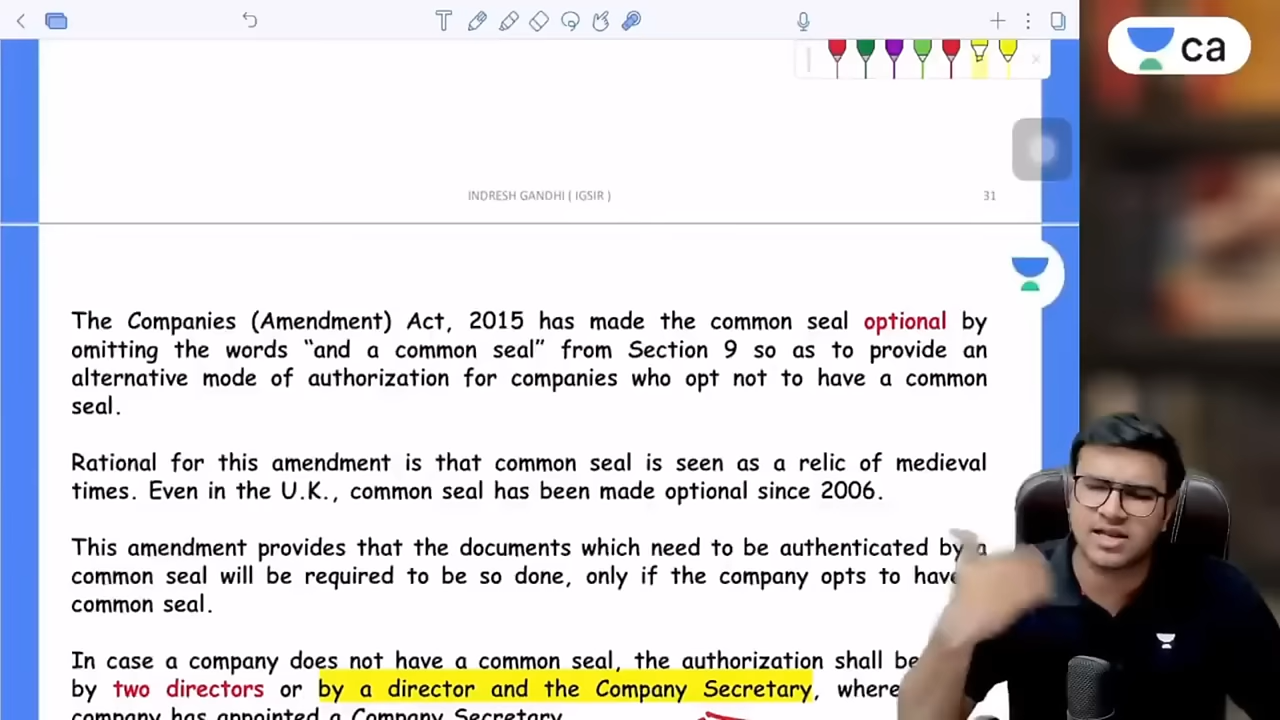 ca
INDRESH GANDHI ( IGSIR )
31
The Companies (Amendment) Act, 2015 has made the common seal optional by
omitting the words “and a common seal” from Section 9 so as to provide an
alternative mode of authorization for companies who opt not to have a common
seal.
Rational for this amendment is that common seal is seen as a relic of medieval
times. Even in the U.K., common seal has been made optional since 2006.
This amendment provides that the documents which need to be authenticated by a
common seal will be required to be so done, only if the company opts to have
common seal.
In case a company does not have a common seal, the authorization shall be
by two directors or by a director and the Company Secretary, where
company has appointed a Company Secretary.